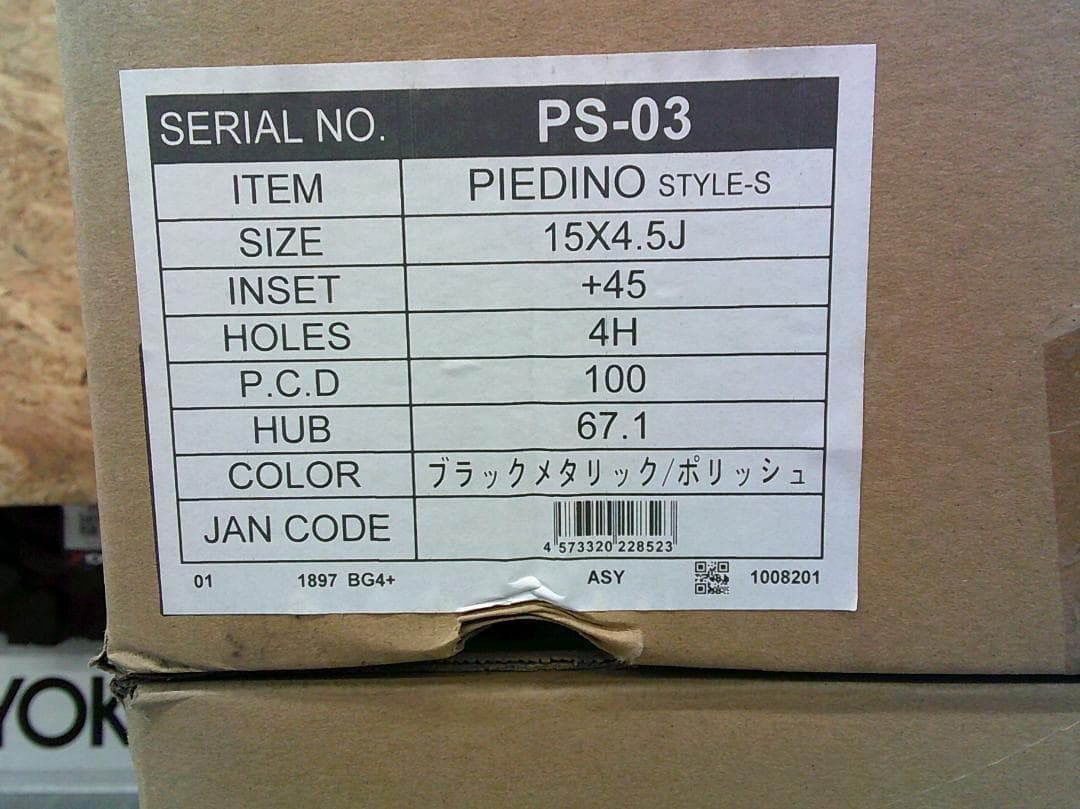 SERIAL NO. PS-03
ITEM PIEDINO STYLE-S
SIZE 15X4.5J
INSET +45
HOLES 4H
P.C.D 100
HUB 67.1
COLOR ブラックメタリック/ポリッシュ
JAN CODE
4 573320 228523
01 1897 BG4+ ASY 1008201
YOK